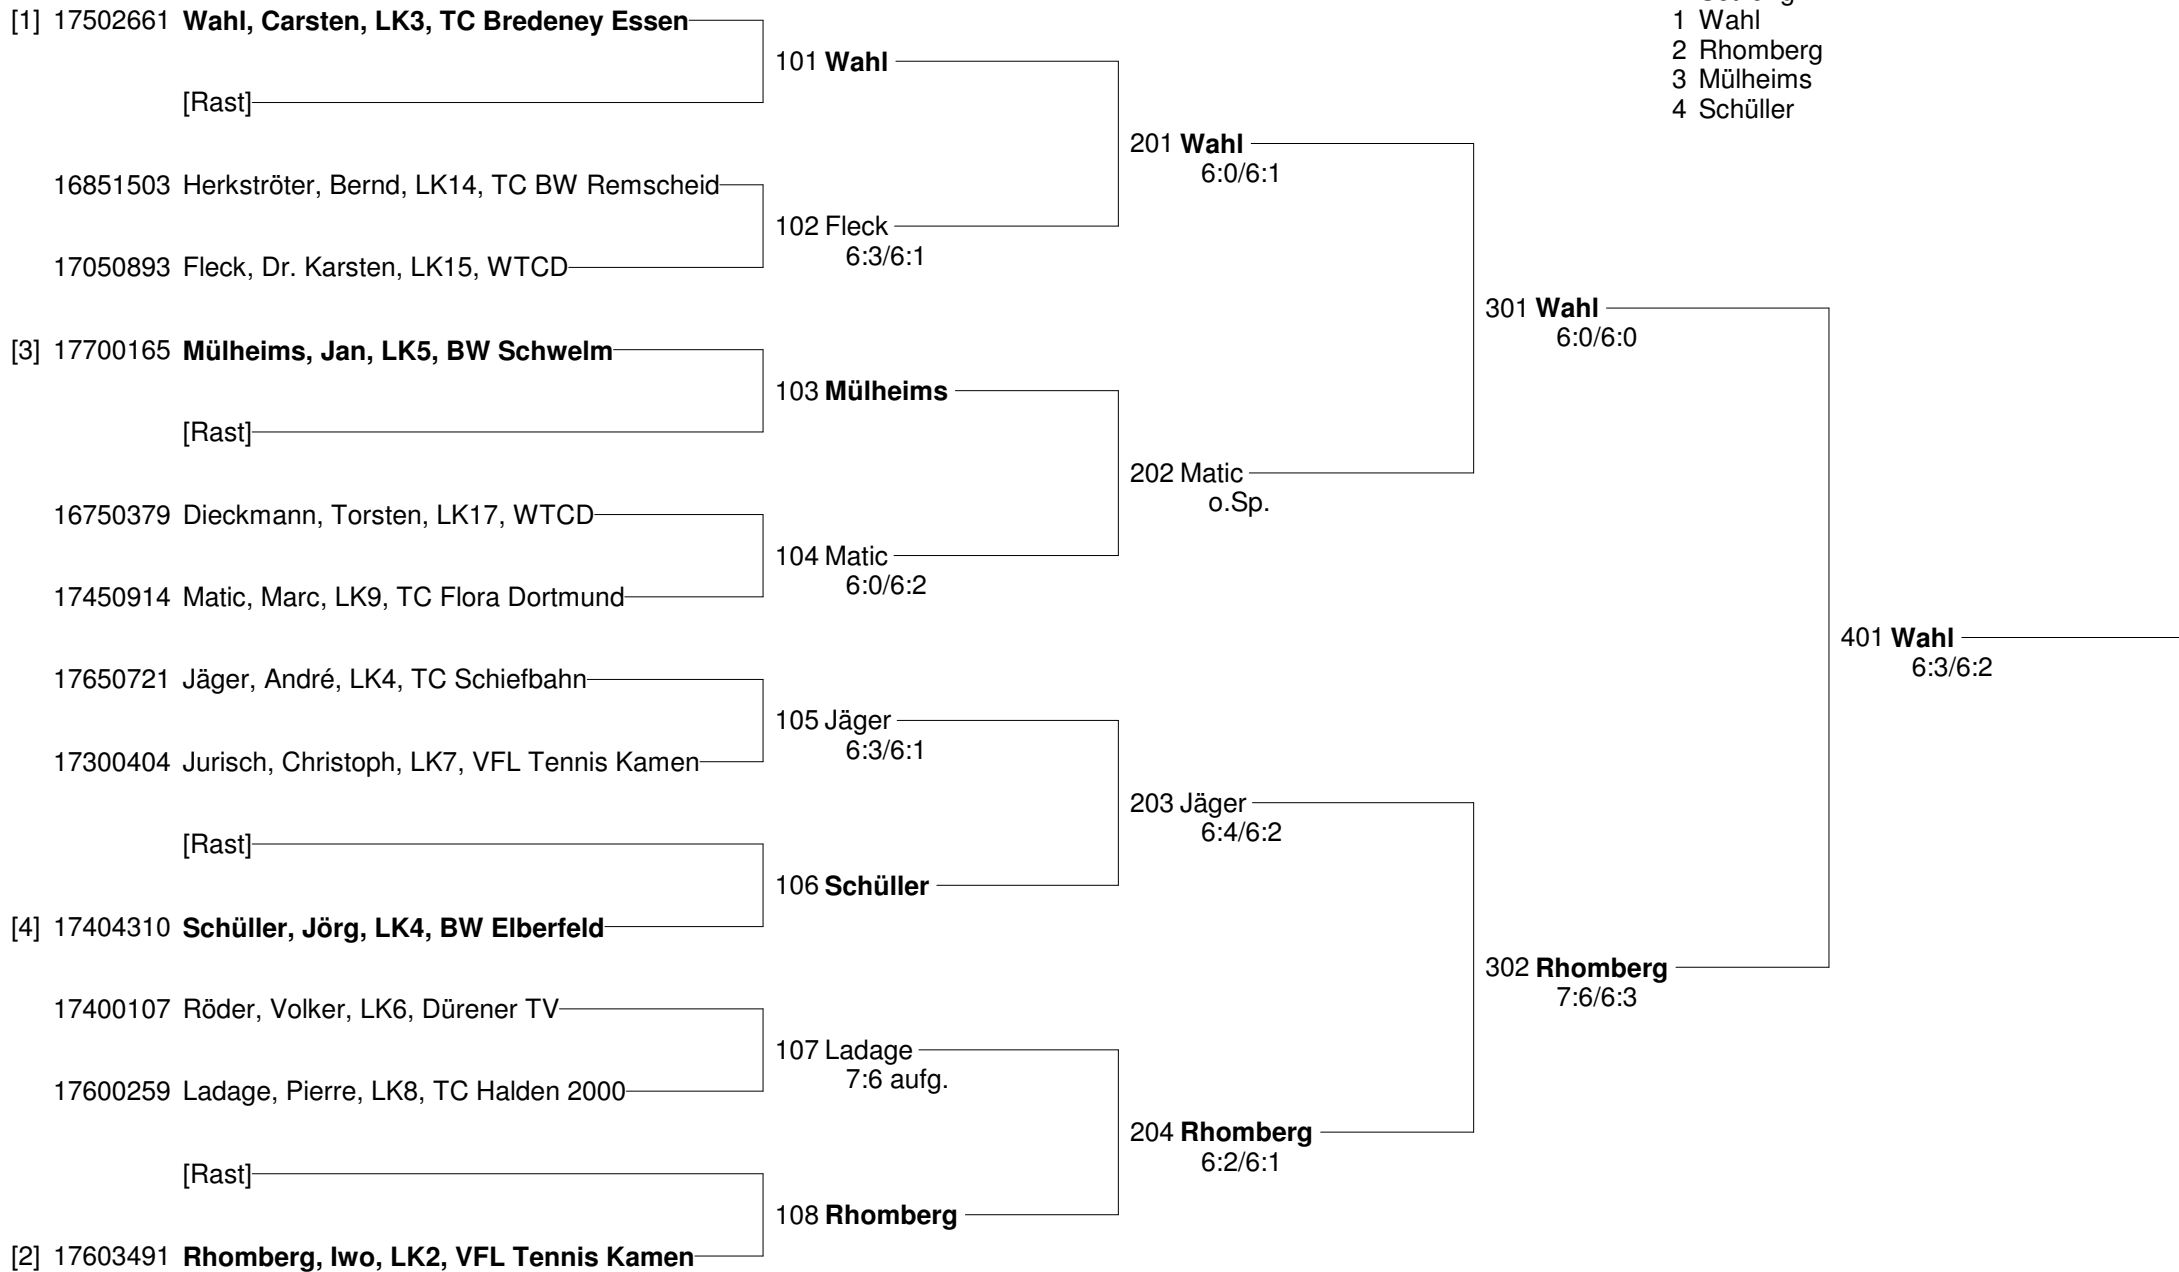 [1] 17502661 Wahl, Carsten, LK3, TC Bredeney Essen
[Rast]
16851503 Herkströter, Bernd, LK14, TC BW Remscheid
17050893 Fleck, Dr. Karsten, LK15, WTCD
[3] 17700165 Mülheims, Jan, LK5, BW Schwelm
[Rast]
16750379 Dieckmann, Torsten, LK17, WTCD
17450914 Matic, Marc, LK9, TC Flora Dortmund
17650721 Jäger, André, LK4, TC Schiefbahn
17300404 Jurisch, Christoph, LK7, VFL Tennis Kamen
[Rast]
[4] 17404310 Schüller, Jörg, LK4, BW Elberfeld
17400107 Röder, Volker, LK6, Dürener TV
17600259 Ladage, Pierre, LK8, TC Halden 2000
[Rast]
[2] 17603491 Rhomberg, Iwo, LK2, VFL Tennis Kamen
101 Wahl
102 Fleck
6:3/6:1
103 Mülheims
104 Matic
6:0/6:2
105 Jäger
6:3/6:1
106 Schüller
107 Ladage
7:6 aufg.
108 Rhomberg
201 Wahl
6:0/6:1
202 Matic
o.Sp.
203 Jäger
6:4/6:2
204 Rhomberg
6:2/6:1
301 Wahl
6:0/6:0
302 Rhomberg
7:6/6:3
401 Wahl
6:3/6:2
1 Wahl
2 Rhomberg
3 Mülheims
4 Schüller